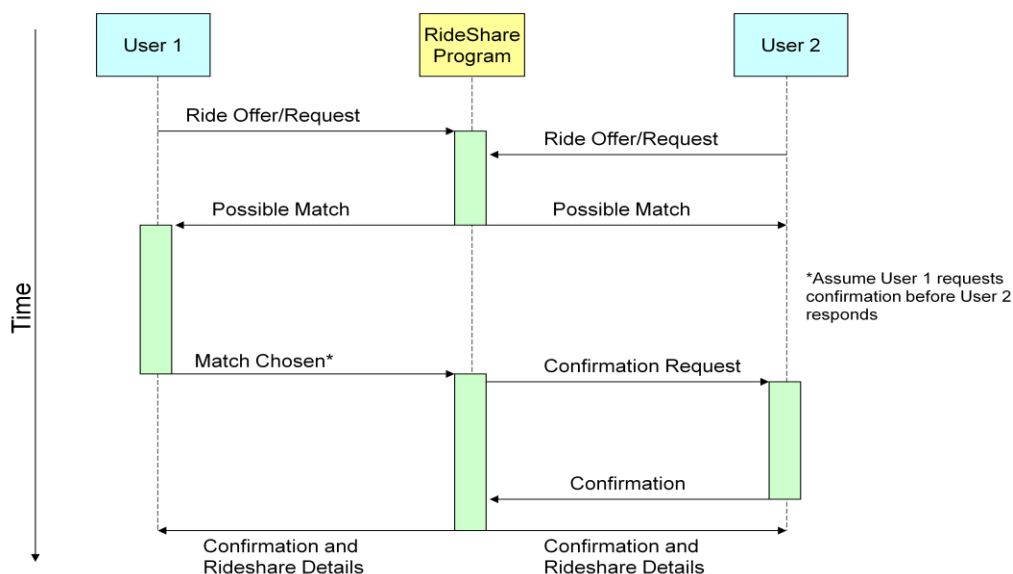 User 1
RideShare
Program
User 2
Ride Offer/Request
Ride Offer/Request
Possible Match
Possible Match
*Assume User 1 requests
confirmation before User 2
responds
Time
Match Chosen*
Confirmation Request
Confirmation
Confirmation and
Rideshare Details
Confirmation and
Rideshare Details